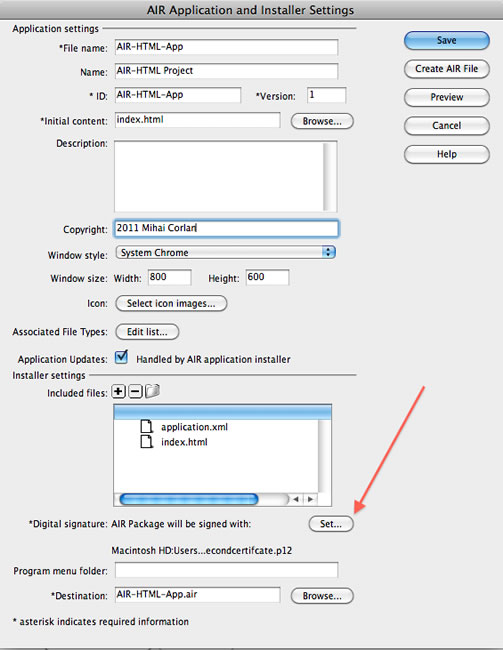 AIR Application and Installer Settings
Application settings
Save
*File name: AIR-HTML-App
Create AIR File
Name: AIR-HTML Project
Preview
* ID: AIR-HTML-App *Version: 1
*Initial content: index.html Browse...
Cancel
Description:
Help
Copyright: 2011 Mihai Corlan
Window style: System Chrome
Window size: Width: 800 Height: 600
Icon: Select icon images...
Associated File Types: Edit list...
Application Updates: Handled by AIR application installer
Installer settings
Included files:
application.xml
index.html
*Digital signature: AIR Package will be signed with: Set...
Macintosh HD:Users...econdcertifcate.p12
Program menu folder:
*Destination: AIR-HTML-App.air Browse...
* asterisk indicates required information